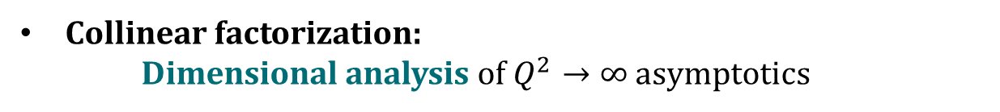 • Collinear factorization:
Dimensional analysis of Q² → ∞ asymptotics